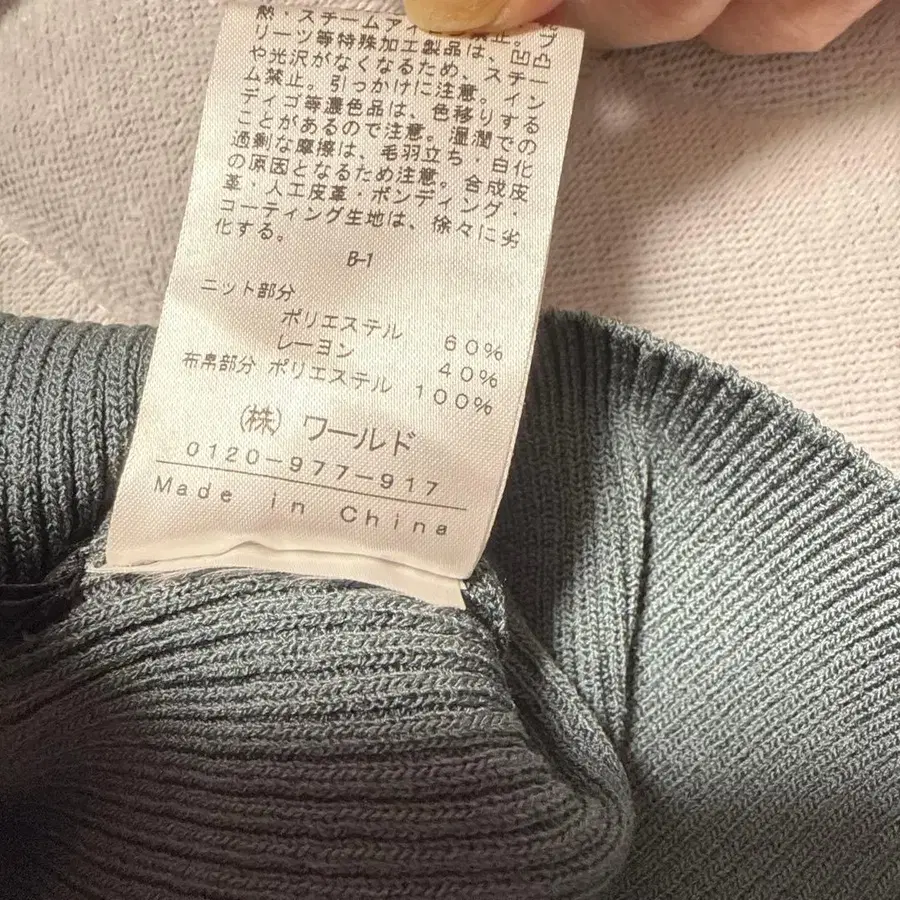 熱・スチームアイ 禁止。プ
リーツ等特殊加工製品は、凹凸
や光沢がなくなるため、スチー
ム禁止。引っかけに注意。イン
ディゴ等濃色品は、色移りする
ことがあるので注意。湿潤での
過剰な摩擦は、毛羽立ち・白化
の原因となるため注意。合成皮
革・人工皮革・ボンディング・
コーティング生地は、徐々に劣
化する。
B-1
ニット部分
ポリエステル 60%
レーヨン 40%
布帛部分 ポリエステル 100%
(株) ワールド
0120-977-917
Made in China